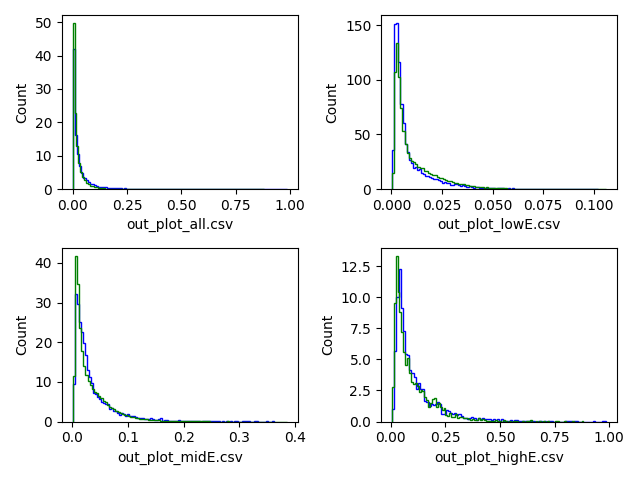 50
40
30
20
10
0
Count
0.00 0.25 0.50 0.75 1.00
out_plot_all.csv
150
100
50
0
Count
0.000 0.025 0.050 0.075 0.100
out_plot_lowE.csv
40
30
20
10
0
Count
0.0 0.1 0.2 0.3 0.4
out_plot_midE.csv
12.5
10.0
7.5
5.0
2.5
0.0
Count
0.00 0.25 0.50 0.75 1.00
out_plot_highE.csv